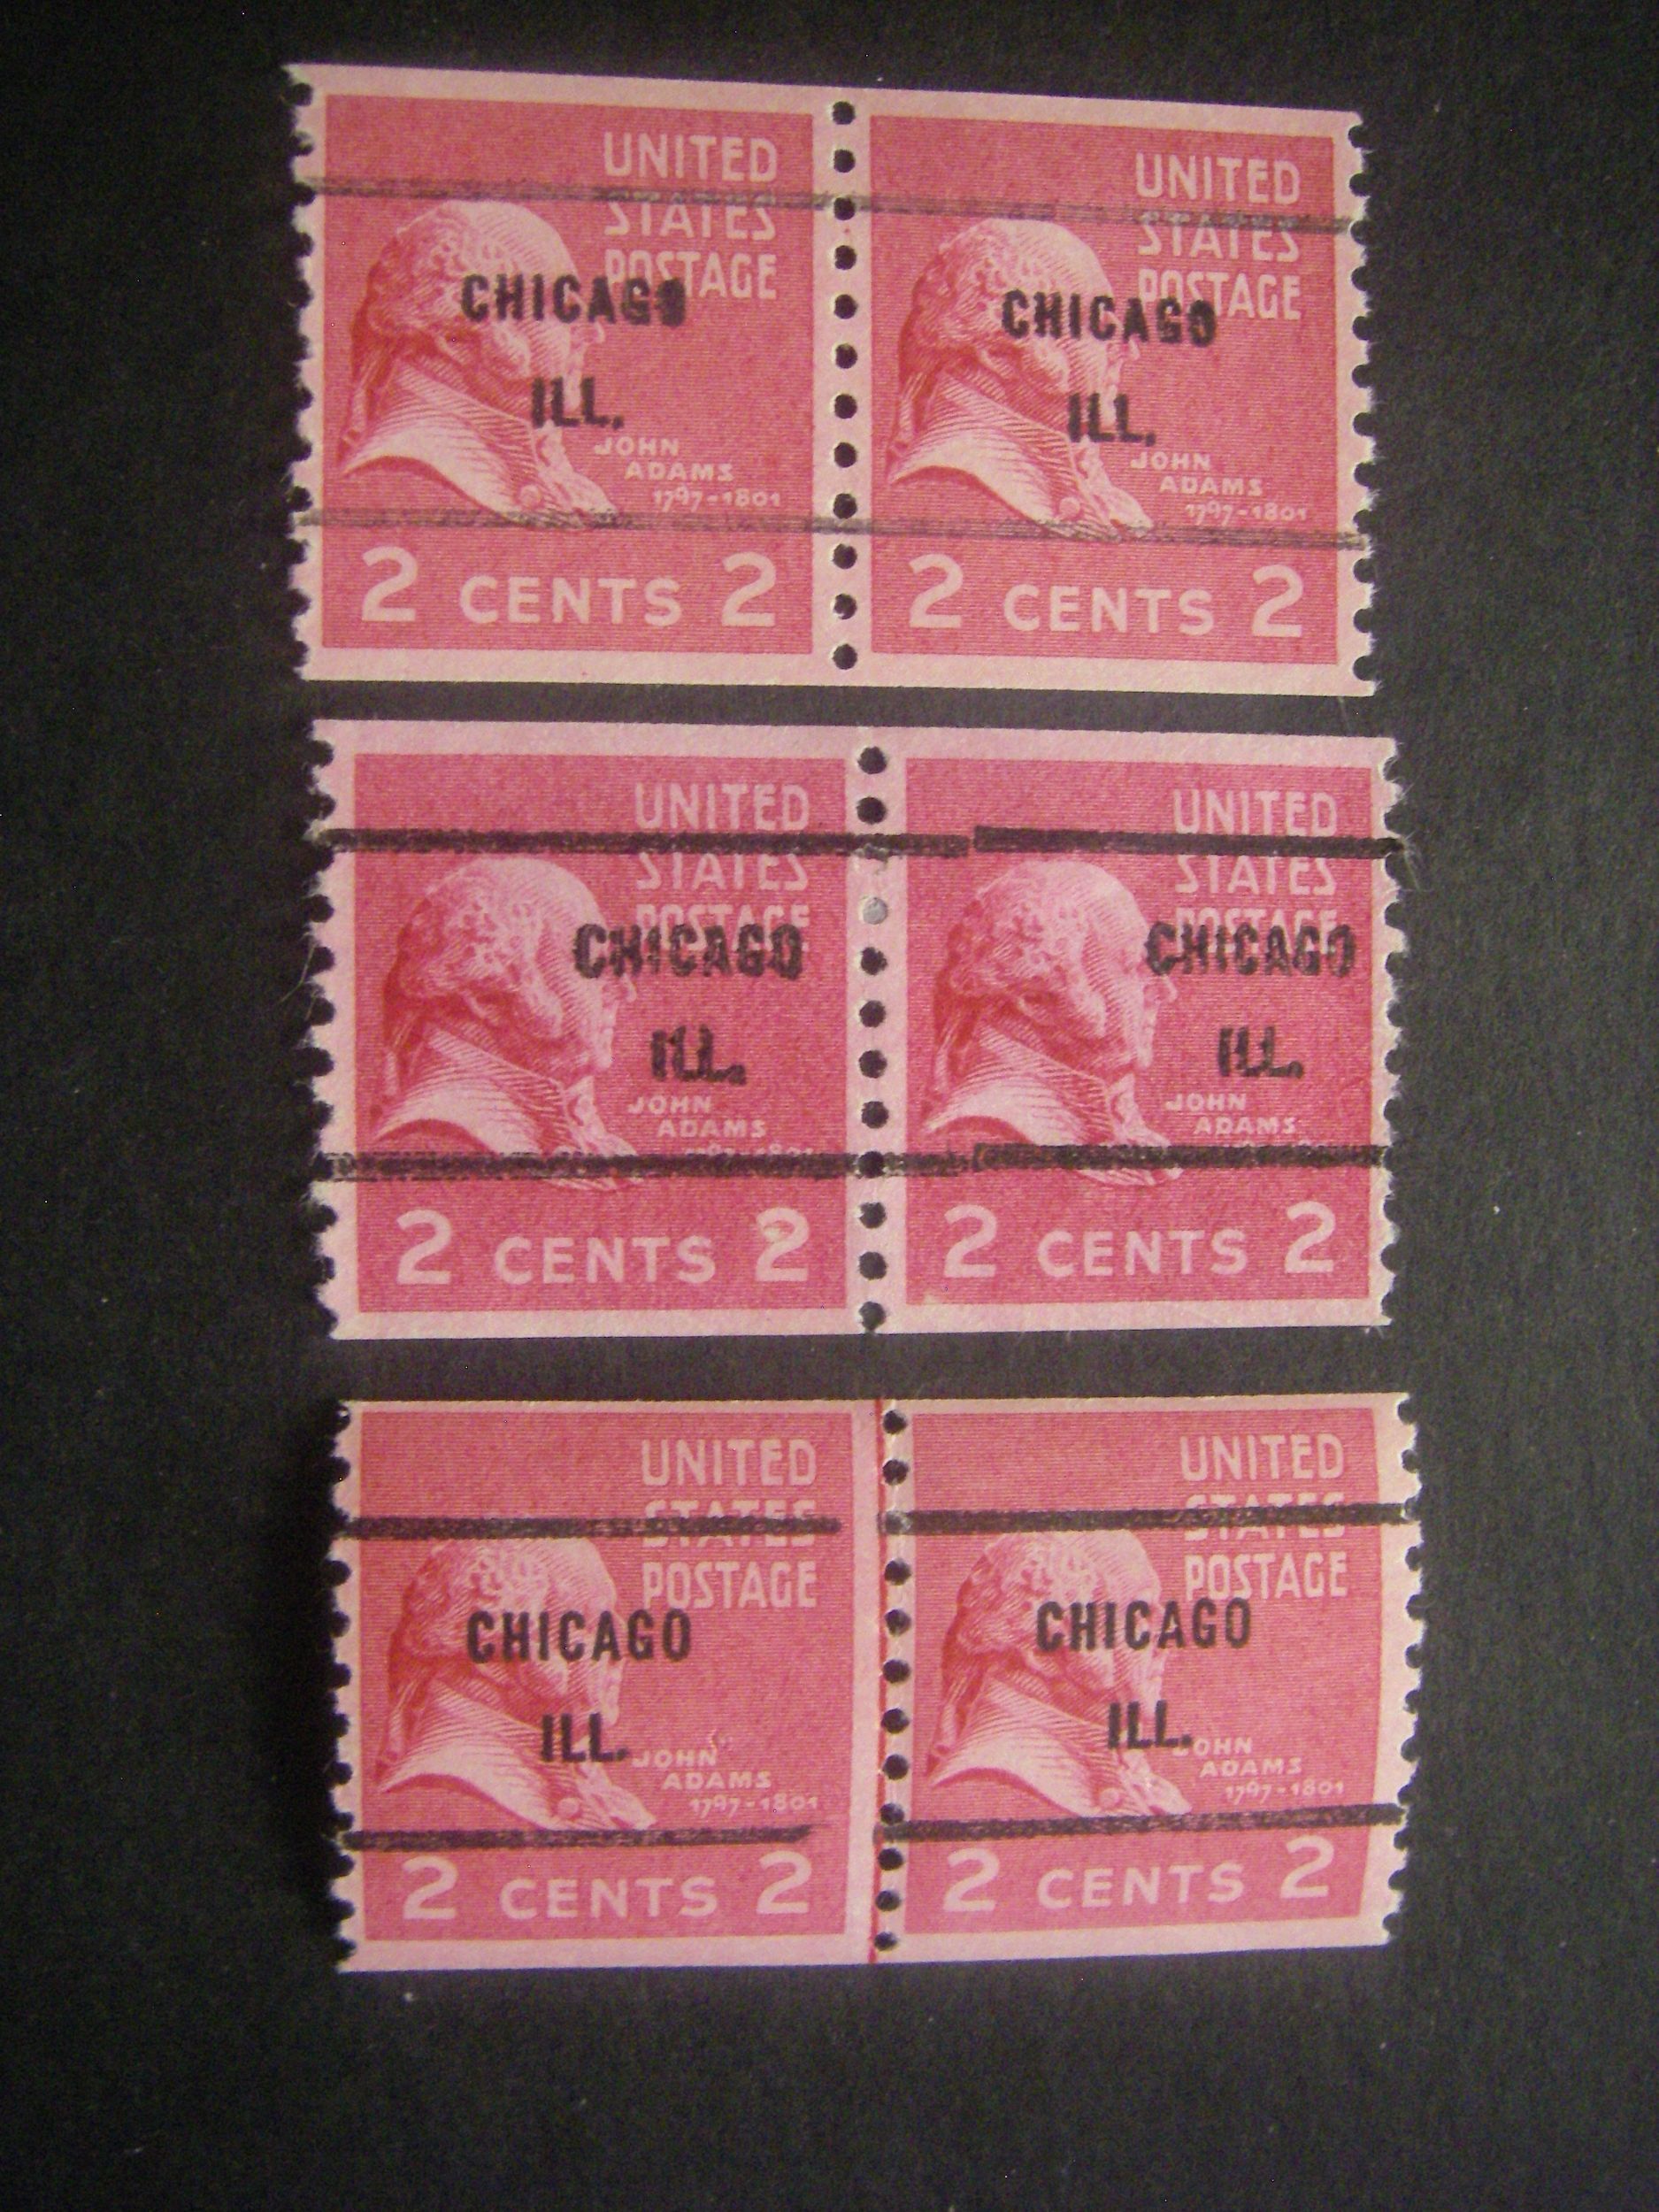 UNITED
STATES
POSTAGE
CHICAGO
ILL.
JOHN
ADAMS
1797-1801
2 CENTS 2
UNITED
STATES
POSTAGE
CHICAGO
ILL.
JOHN
ADAMS
1797-1801
2 CENTS 2
UNITED
STATES
POSTAGE
CHICAGO
ILL.
JOHN
ADAMS
2 CENTS 2
UNITED
STATES
POSTAGE
CHICAGO
ILL.
JOHN
ADAMS
2 CENTS 2
UNITED
STATES
POSTAGE
CHICAGO
ILL.
JOHN
ADAMS
1797-1801
2 CENTS 2
UNITED
STATES
POSTAGE
CHICAGO
ILL.
JOHN
ADAMS
1797-1801
2 CENTS 2